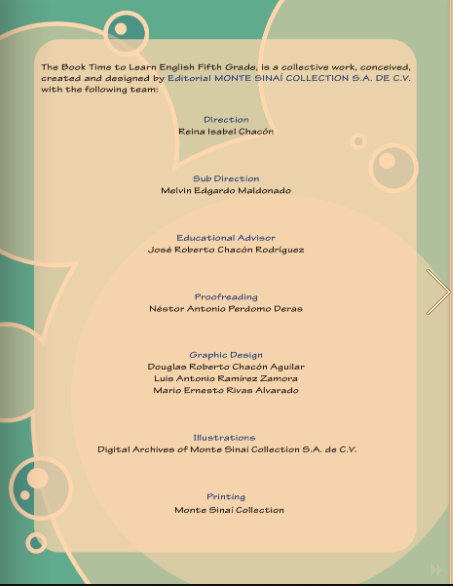 The Book Time to Learn English Fifth Grade, is a collective work, conceived,
created and designed by Editorial MONTE SINAÍ COLLECTION S.A. DE C.V.
with the following team:
Direction
Reina Isabel Chacón
Sub Direction
Melvin Edgardo Maldonado
Educational Advisor
José Roberto Chacón Rodríguez
Proofreading
Néstor Antonio Perdomo Deras
Graphic Design
Douglas Roberto Chacón Aguilar
Luis Antonio Ramírez Zamora
Mario Ernesto Rivas Alvarado
Illustrations
Digital Archives of Monte Sinaí Collection S.A. de C.V.
Printing
Monte Sinaí Collection